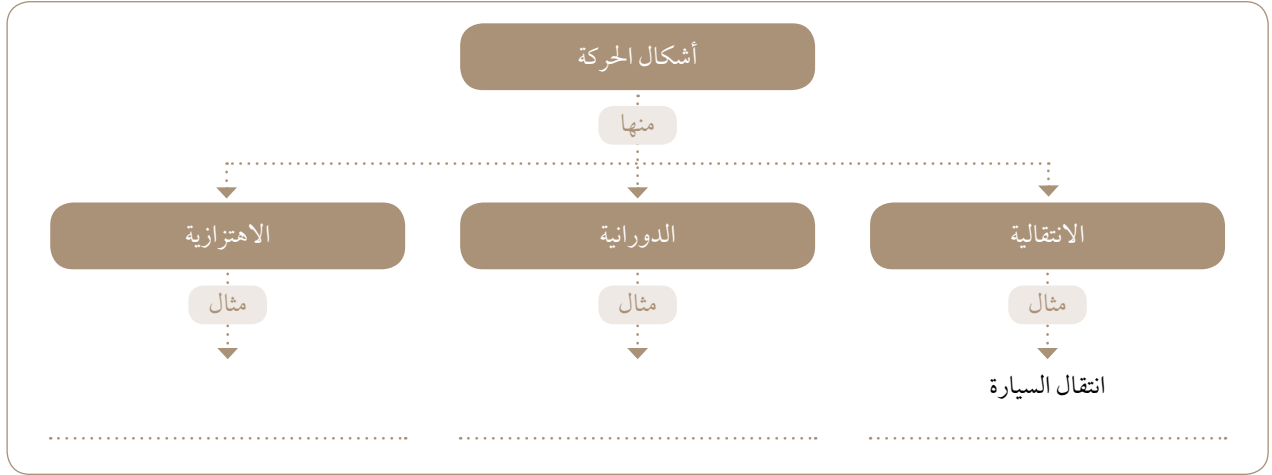 أشكال الحركة
منها
الانتقالية
الدورانية
الاهتزازية
مثال
مثال
مثال
انتقال السيارة